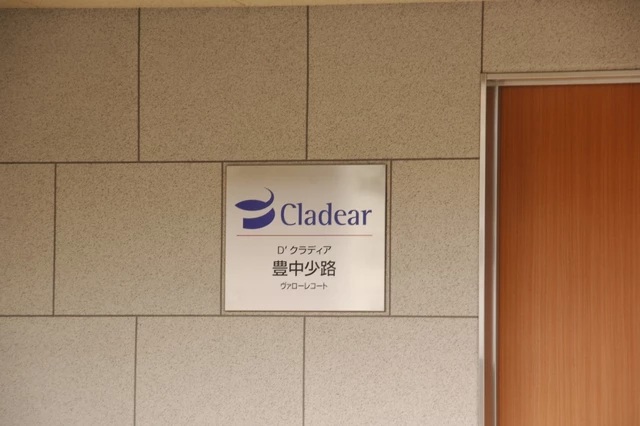 Cladear
D'クラディア
豊中少路
ヴァローレコート